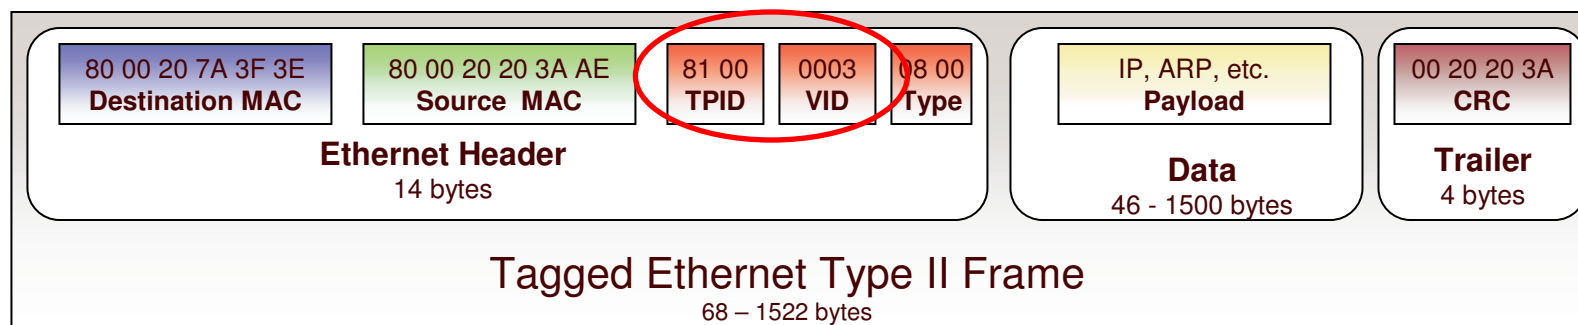 80 00 20 7A 3F 3E
Destination MAC
80 00 20 20 3A AE
Source MAC
81 00
TPID
0003
VID
08 00
Type
Ethernet Header
14 bytes
IP, ARP, etc.
Payload
Data
46 - 1500 bytes
00 20 20 3A
CRC
Trailer
4 bytes
Tagged Ethernet Type II Frame
68 – 1522 bytes